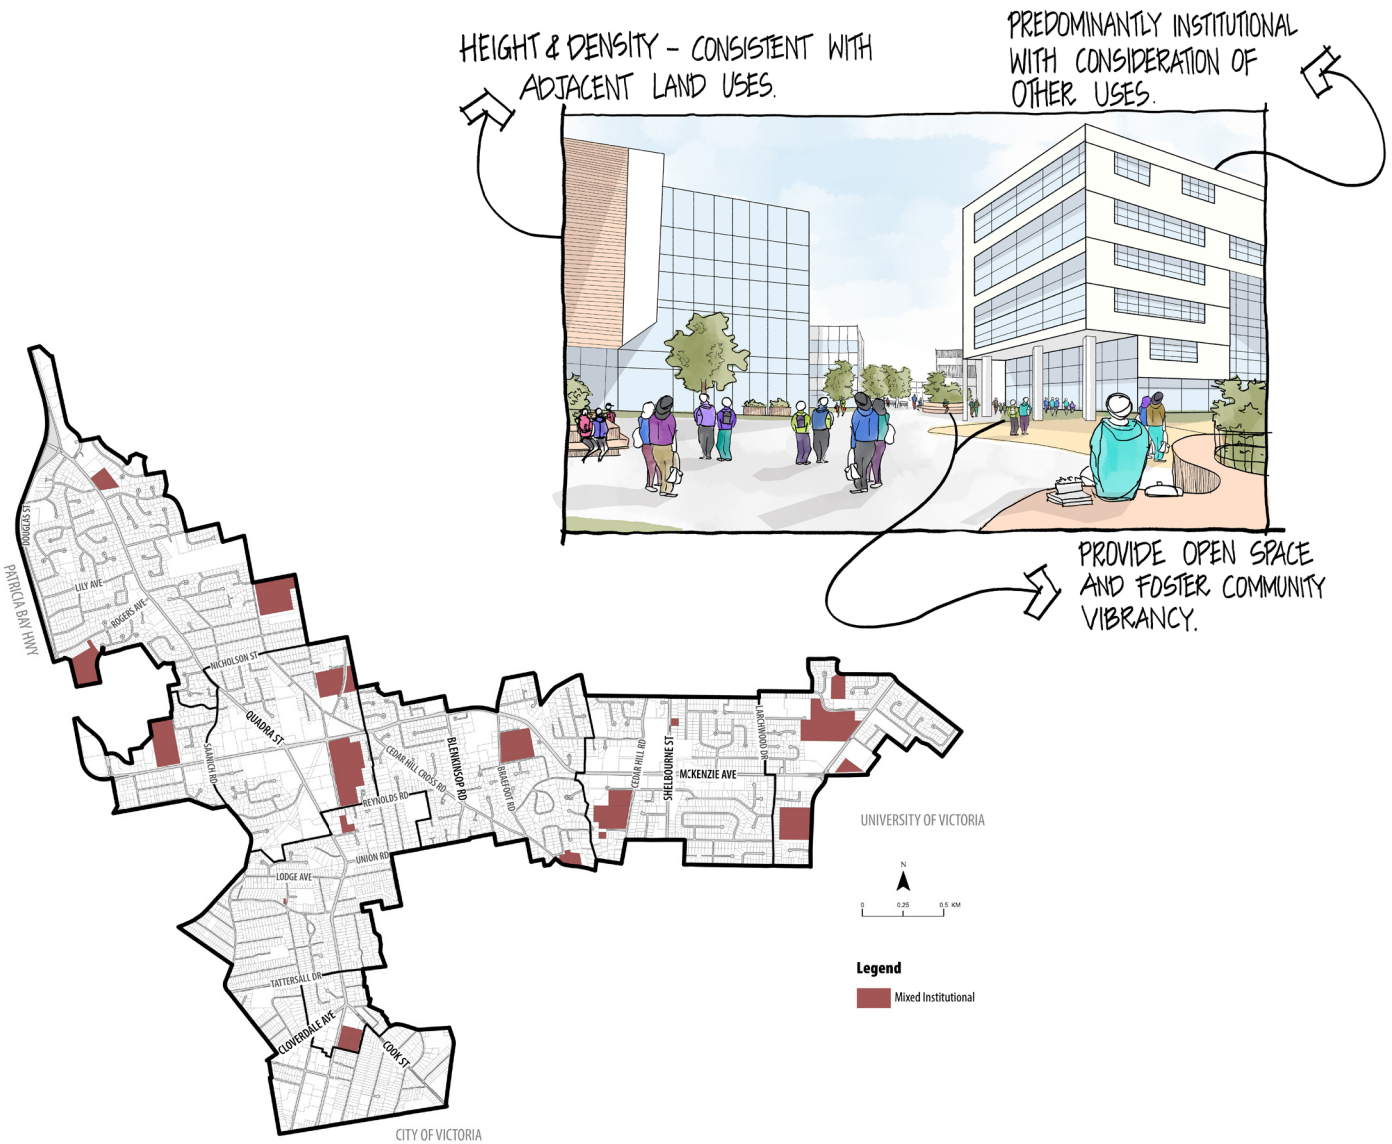 HEIGHT & DENSITY – CONSISTENT WITH
ADJACENT LAND USES.
PREDOMINANTLY INSTITUTIONAL
WITH CONSIDERATION OF
OTHER USES.
PROVIDE OPEN SPACE
AND FOSTER COMMUNITY
VIBRANCY.
DOUGLAS ST
PATRICIA BAY HWY
LILY AVE
ROGERS AVE
NICHOLSON ST
QUADRA ST
SAANICH RD
CEDAR HILL CROSS RD
BLENKINSOP RD
BRAEFOOT RD
REYNOLDS RD
CEDAR HILL RD
SHELBOURNE ST
MCKENZIE AVE
LARCHWOOD DR
UNION RD
LODGE AVE
TATTERSALL DR
CLOVERDALE AVE
COOK ST
CITY OF VICTORIA
UNIVERSITY OF VICTORIA
N
0 0.25 0.5 KM
Legend
Mixed Institutional